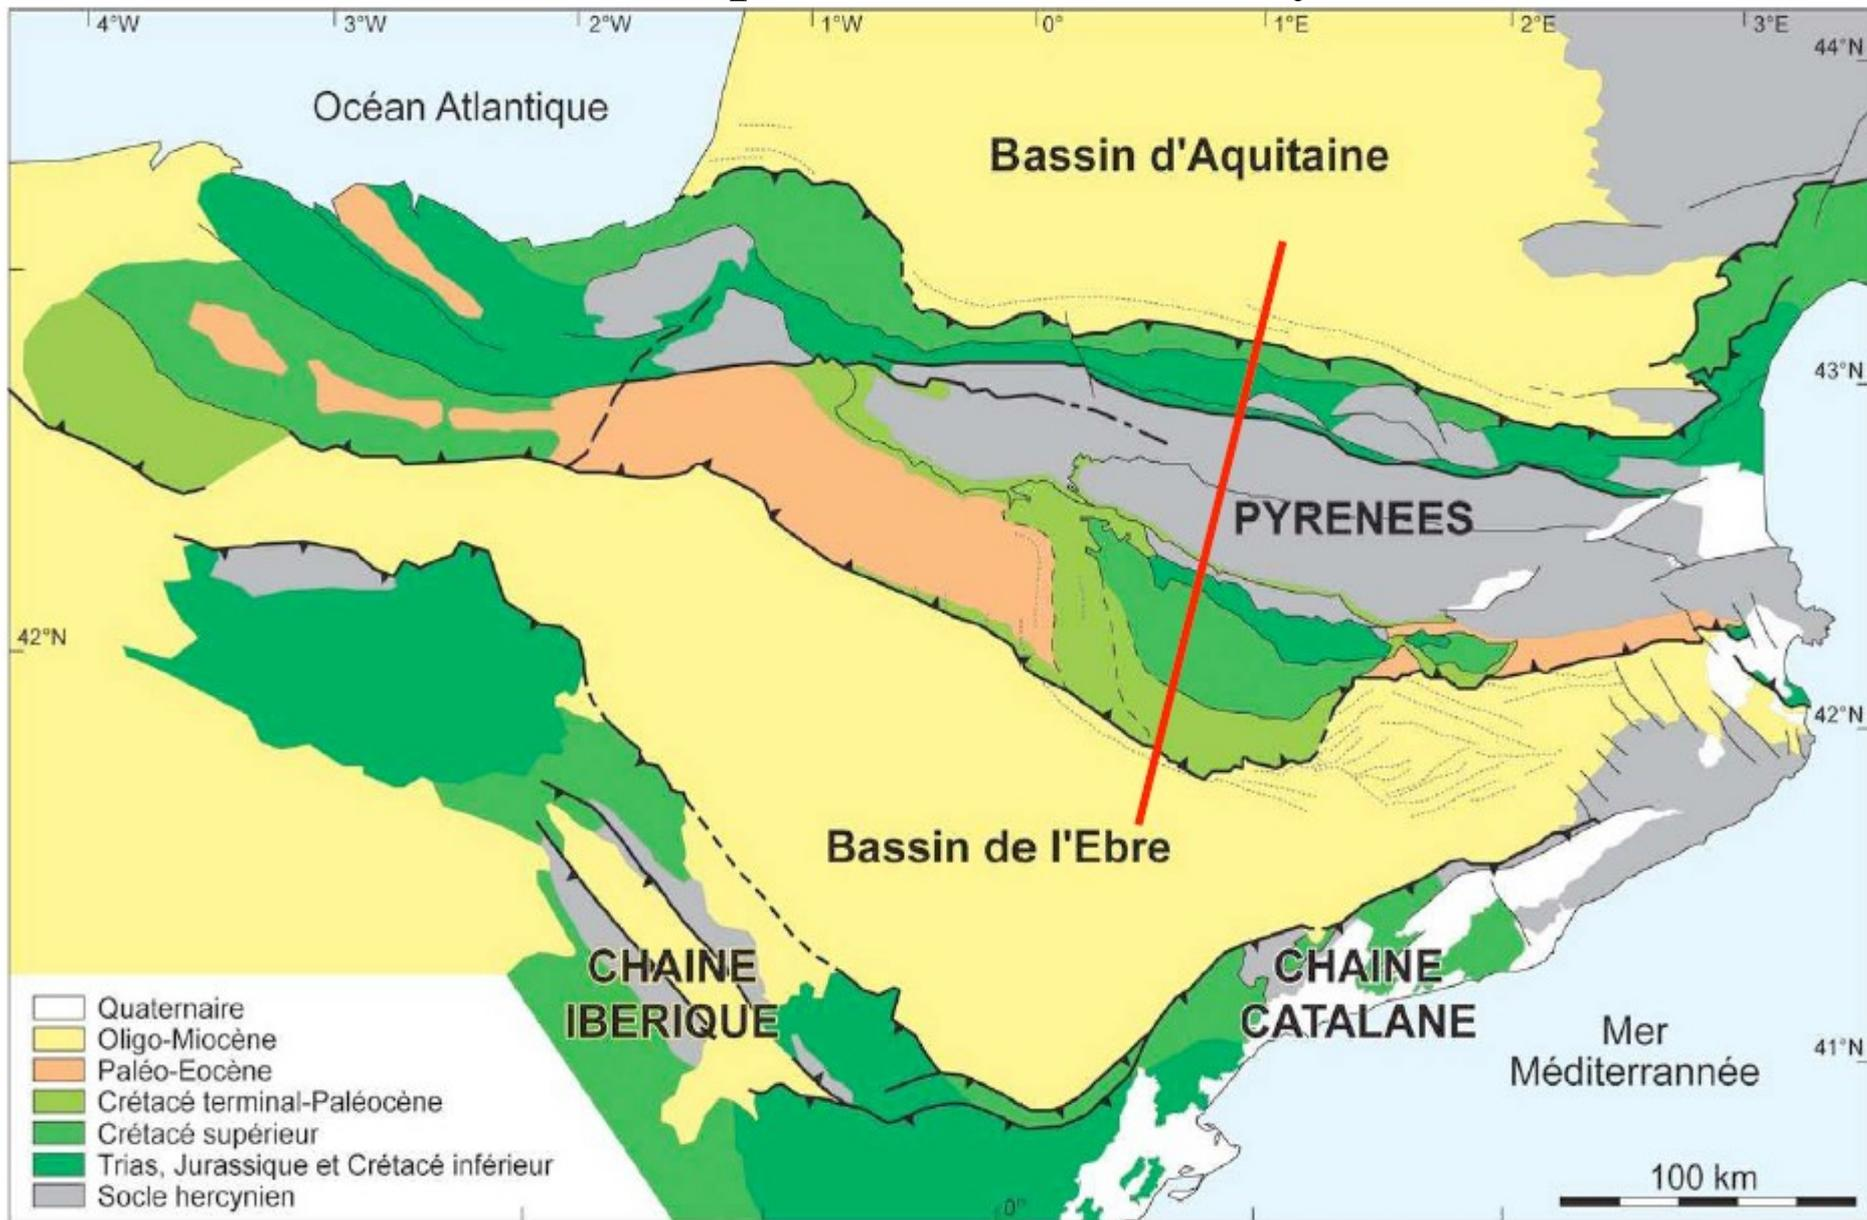 4°W
3°W
2°W
1°W
0°
1°E
2°E
3°E
44°N
Océan Atlantique
Bassin d'Aquitaine
43°N
PYRENEES
42°N
42°N
Bassin de l'Ebre
CHAINE
IBERIQUE
CHAINE
CATALANE
Mer
Méditerrannée
41°N
0°
100 km
Quaternaire
Oligo-Miocène
Paléo-Eocène
Crétacé terminal-Paléocène
Crétacé supérieur
Trias, Jurassique et Crétacé inférieur
Socle hercynien